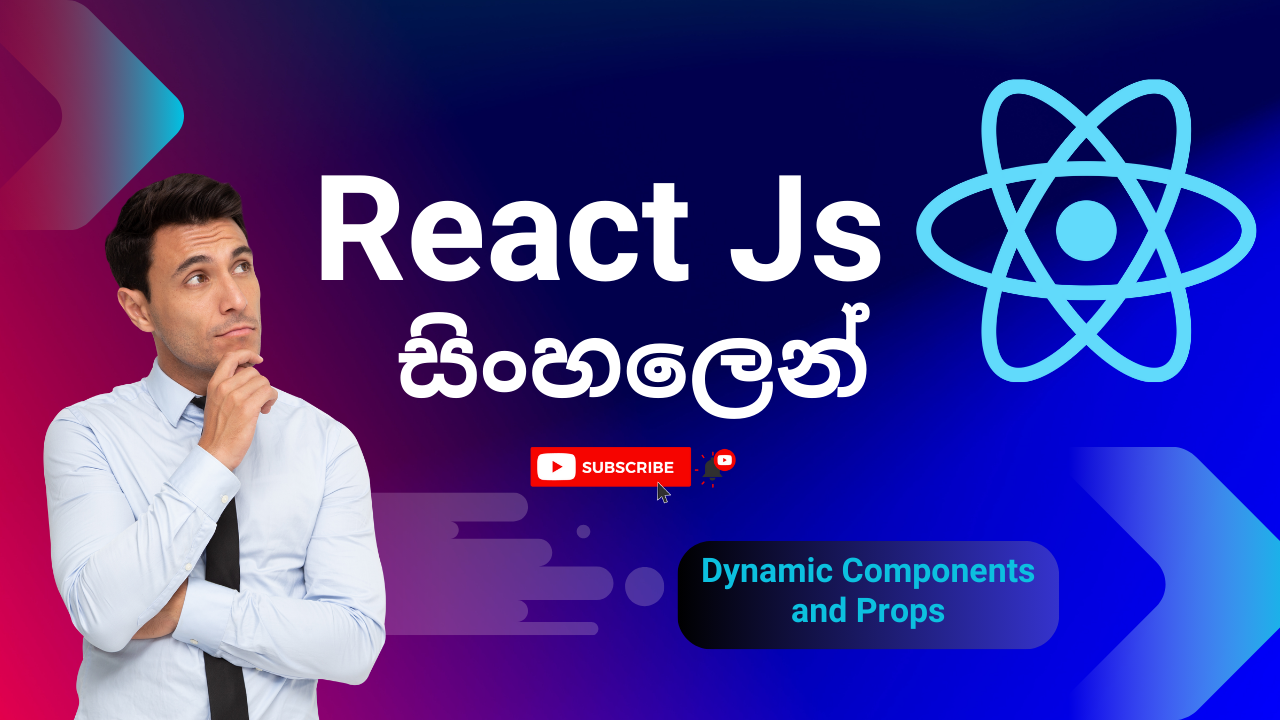 React Js
සිංහලෙන්
SUBSCRIBE
Dynamic Components
and Props